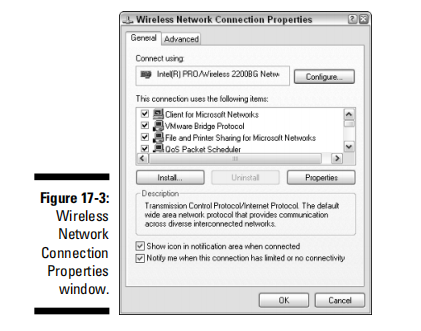 Wireless Network Connection Properties
General Advanced
Connect using:
Intel(R) PRO/Wireless 2200BG Netw
Configure...
This connection uses the following items:
Client for Microsoft Networks
VMware Bridge Protocol
File and Printer Sharing for Microsoft Networks
QoS Packet Scheduler
Install... Uninstall Properties
Description
Transmission Control Protocol/Internet Protocol. The default
wide area network protocol that provides communication
across diverse interconnected networks.
Show icon in notification area when connected
Notify me when this connection has limited or no connectivity
OK Cancel
Figure 17-3:
Wireless
Network
Connection
Properties
window.